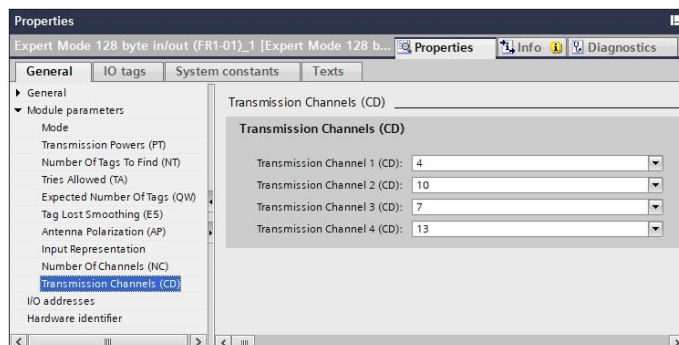 Properties
Expert Mode 128 byte in/out (FR1-01)_1 [Expert Mode 128 b...
Properties
Info
Diagnostics
General
IO tags
System constants
Texts
General
Module parameters
Mode
Transmission Powers (PT)
Number Of Tags To Find (NT)
Tries Allowed (TA)
Expected Number Of Tags (QW)
Tag Lost Smoothing (E5)
Antenna Polarization (AP)
Input Representation
Number Of Channels (NC)
Transmission Channels (CD)
I/O addresses
Hardware identifier
Transmission Channels (CD)
Transmission Channels (CD)
Transmission Channel 1 (CD): 4
Transmission Channel 2 (CD): 10
Transmission Channel 3 (CD): 7
Transmission Channel 4 (CD): 13